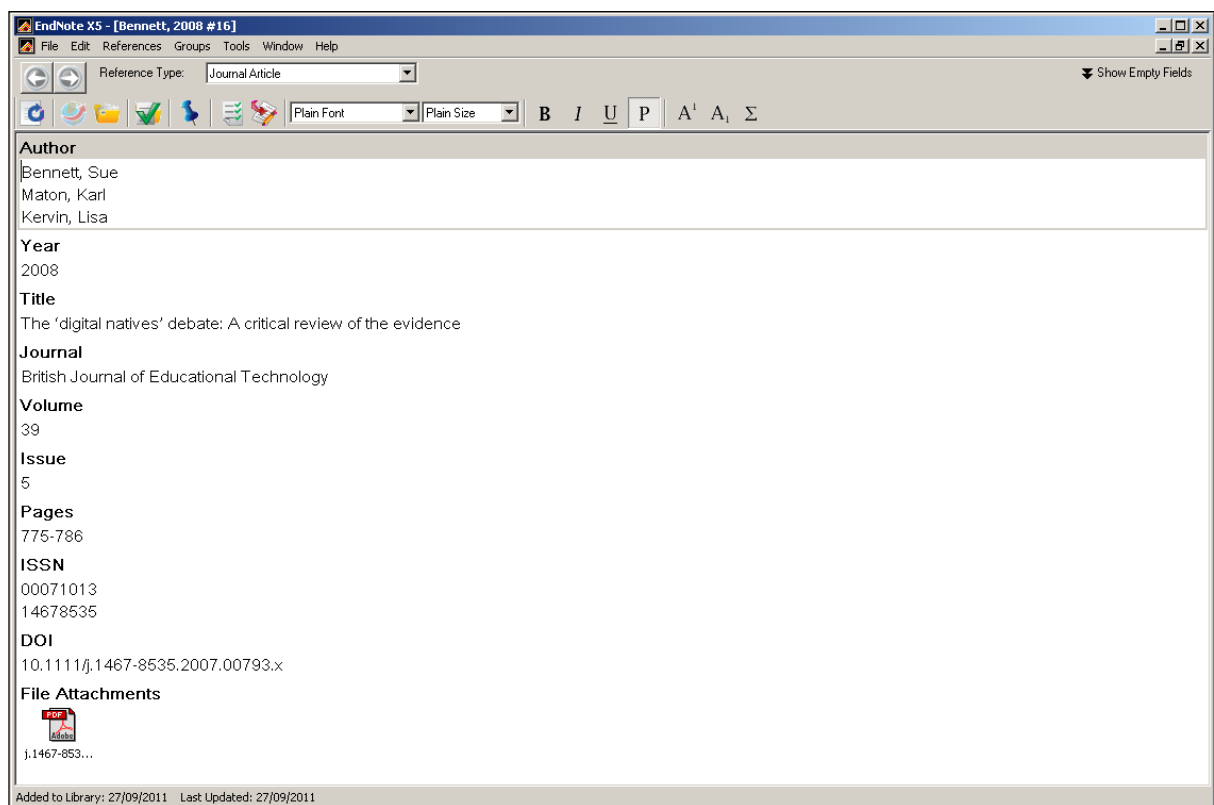 EndNote X5 - [Bennett, 2008 #16]
File Edit References Groups Tools Window Help
Reference Type: Journal Article Show Empty Fields
Plain Font Plain Size B I U P A¹ A₁ Σ
Author
Bennett, Sue
Maton, Karl
Kervin, Lisa
Year
2008
Title
The ‘digital natives’ debate: A critical review of the evidence
Journal
British Journal of Educational Technology
Volume
39
Issue
5
Pages
775-786
ISSN
00071013
14678535
DOI
10.1111/j.1467-8535.2007.00793.x
File Attachments
PDF
Adobe
j.1467-853...
Added to Library: 27/09/2011 Last Updated: 27/09/2011